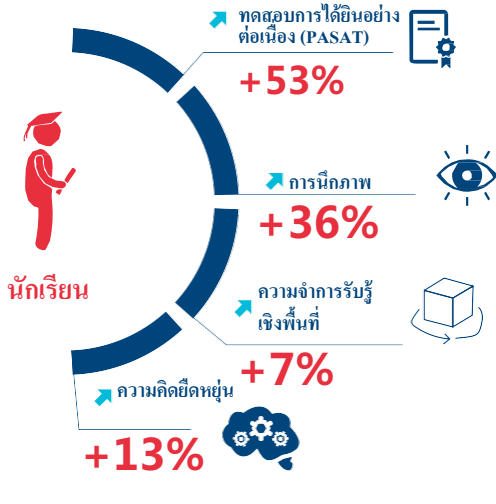 ทดสอบการได้ยินอย่าง
ต่อเนื่อง (PASAT)
+53%
การนึกภาพ
+36%
นักเรียน
ความจำการรับรู้
เชิงพื้นที่
+7%
ความคิดยืดหยุ่น
+13%